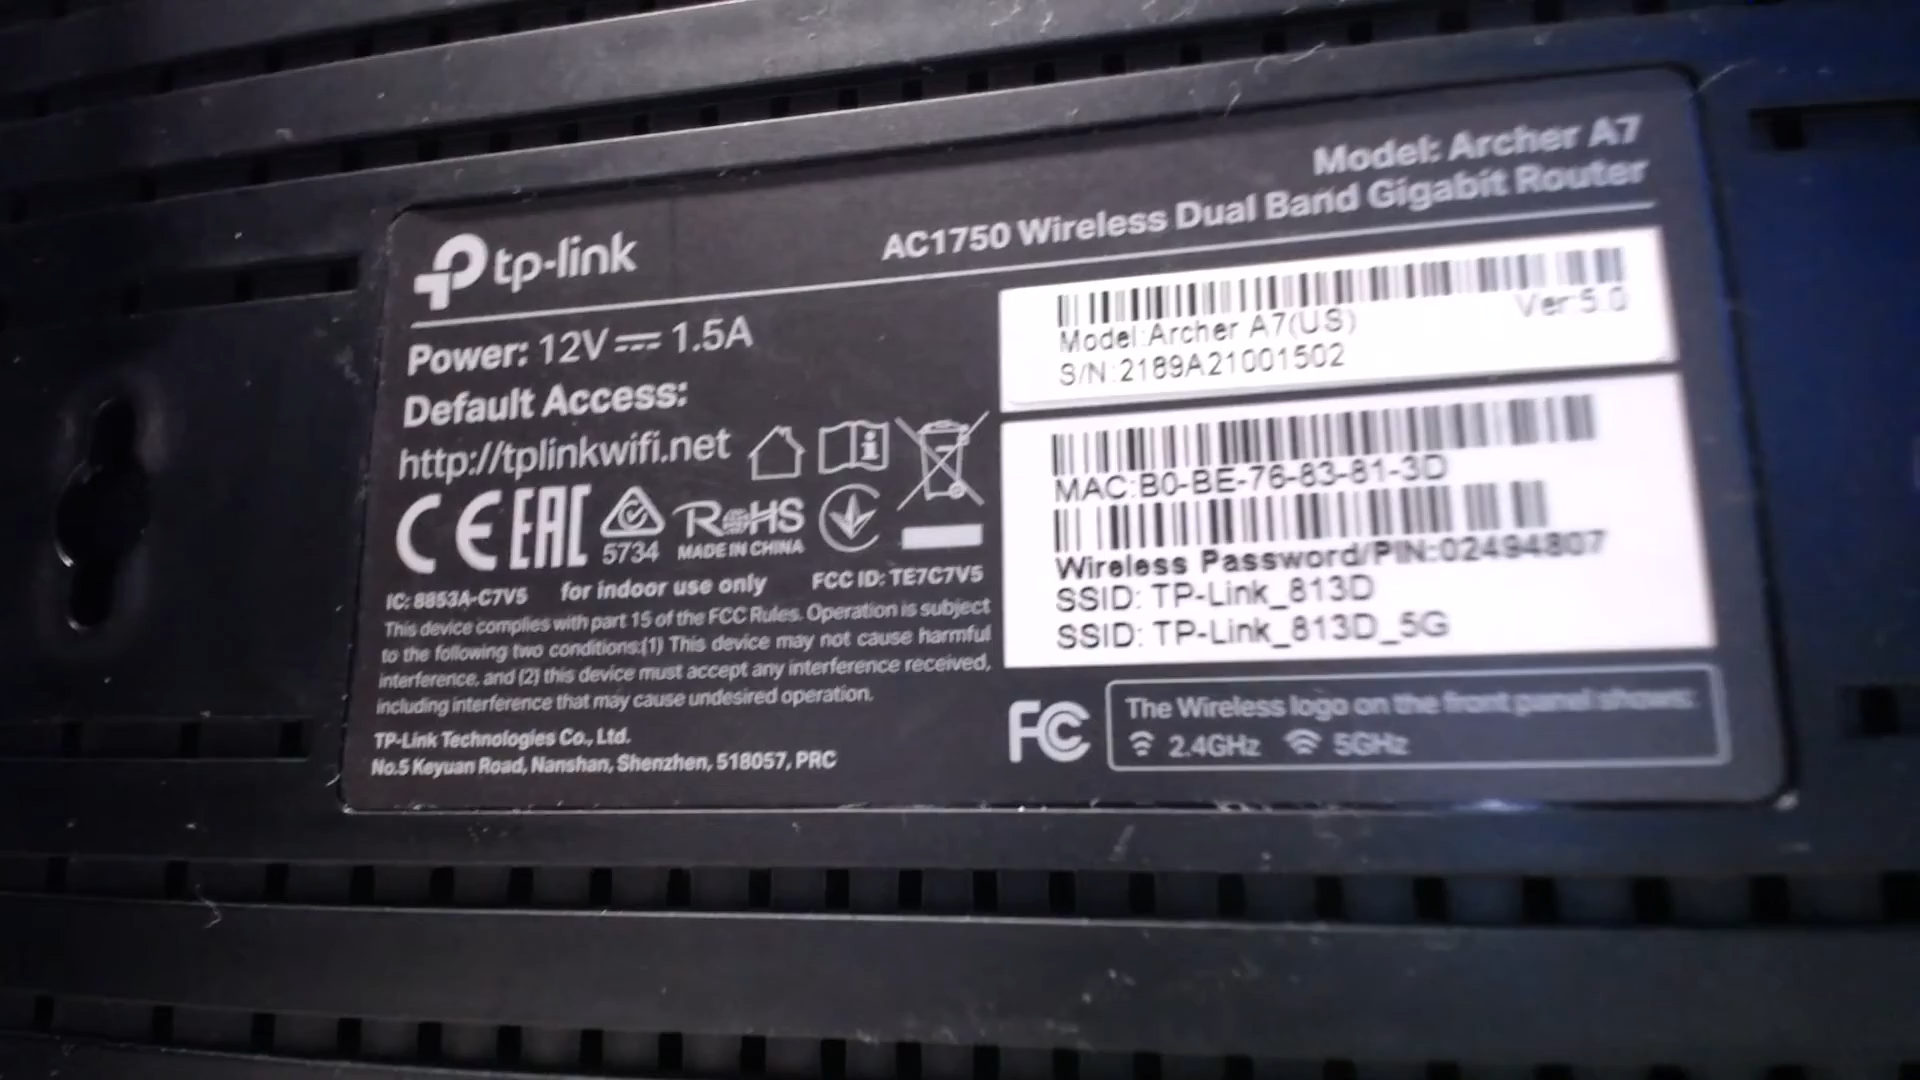 Model: Archer A7
tp-link
AC1750 Wireless Dual Band Gigabit Router
Power: 12V⎓1.5A
Default Access:
http://tplinkwifi.net
CE EAC 5734 RoHS
MADE IN CHINA
IC: 8853A-C7V5 for indoor use only FCC ID: TE7C7V5
This device complies with part 15 of the FCC Rules. Operation is subject
to the following two conditions:(1) This device may not cause harmful
interference, and (2) this device must accept any interference received,
including interference that may cause undesired operation.
TP-Link Technologies Co., Ltd.
No.5 Keyuan Road, Nanshan, Shenzhen, 518057, PRC
Model:Archer A7(US) Ver:5.0
S/N:2189A21001502
MAC:B0-BE-76-83-81-3D
Wireless Password/PIN:02494807
SSID: TP-Link_813D
SSID: TP-Link_813D_5G
FC The Wireless logo on the front panel shows:
2.4GHz 5GHz